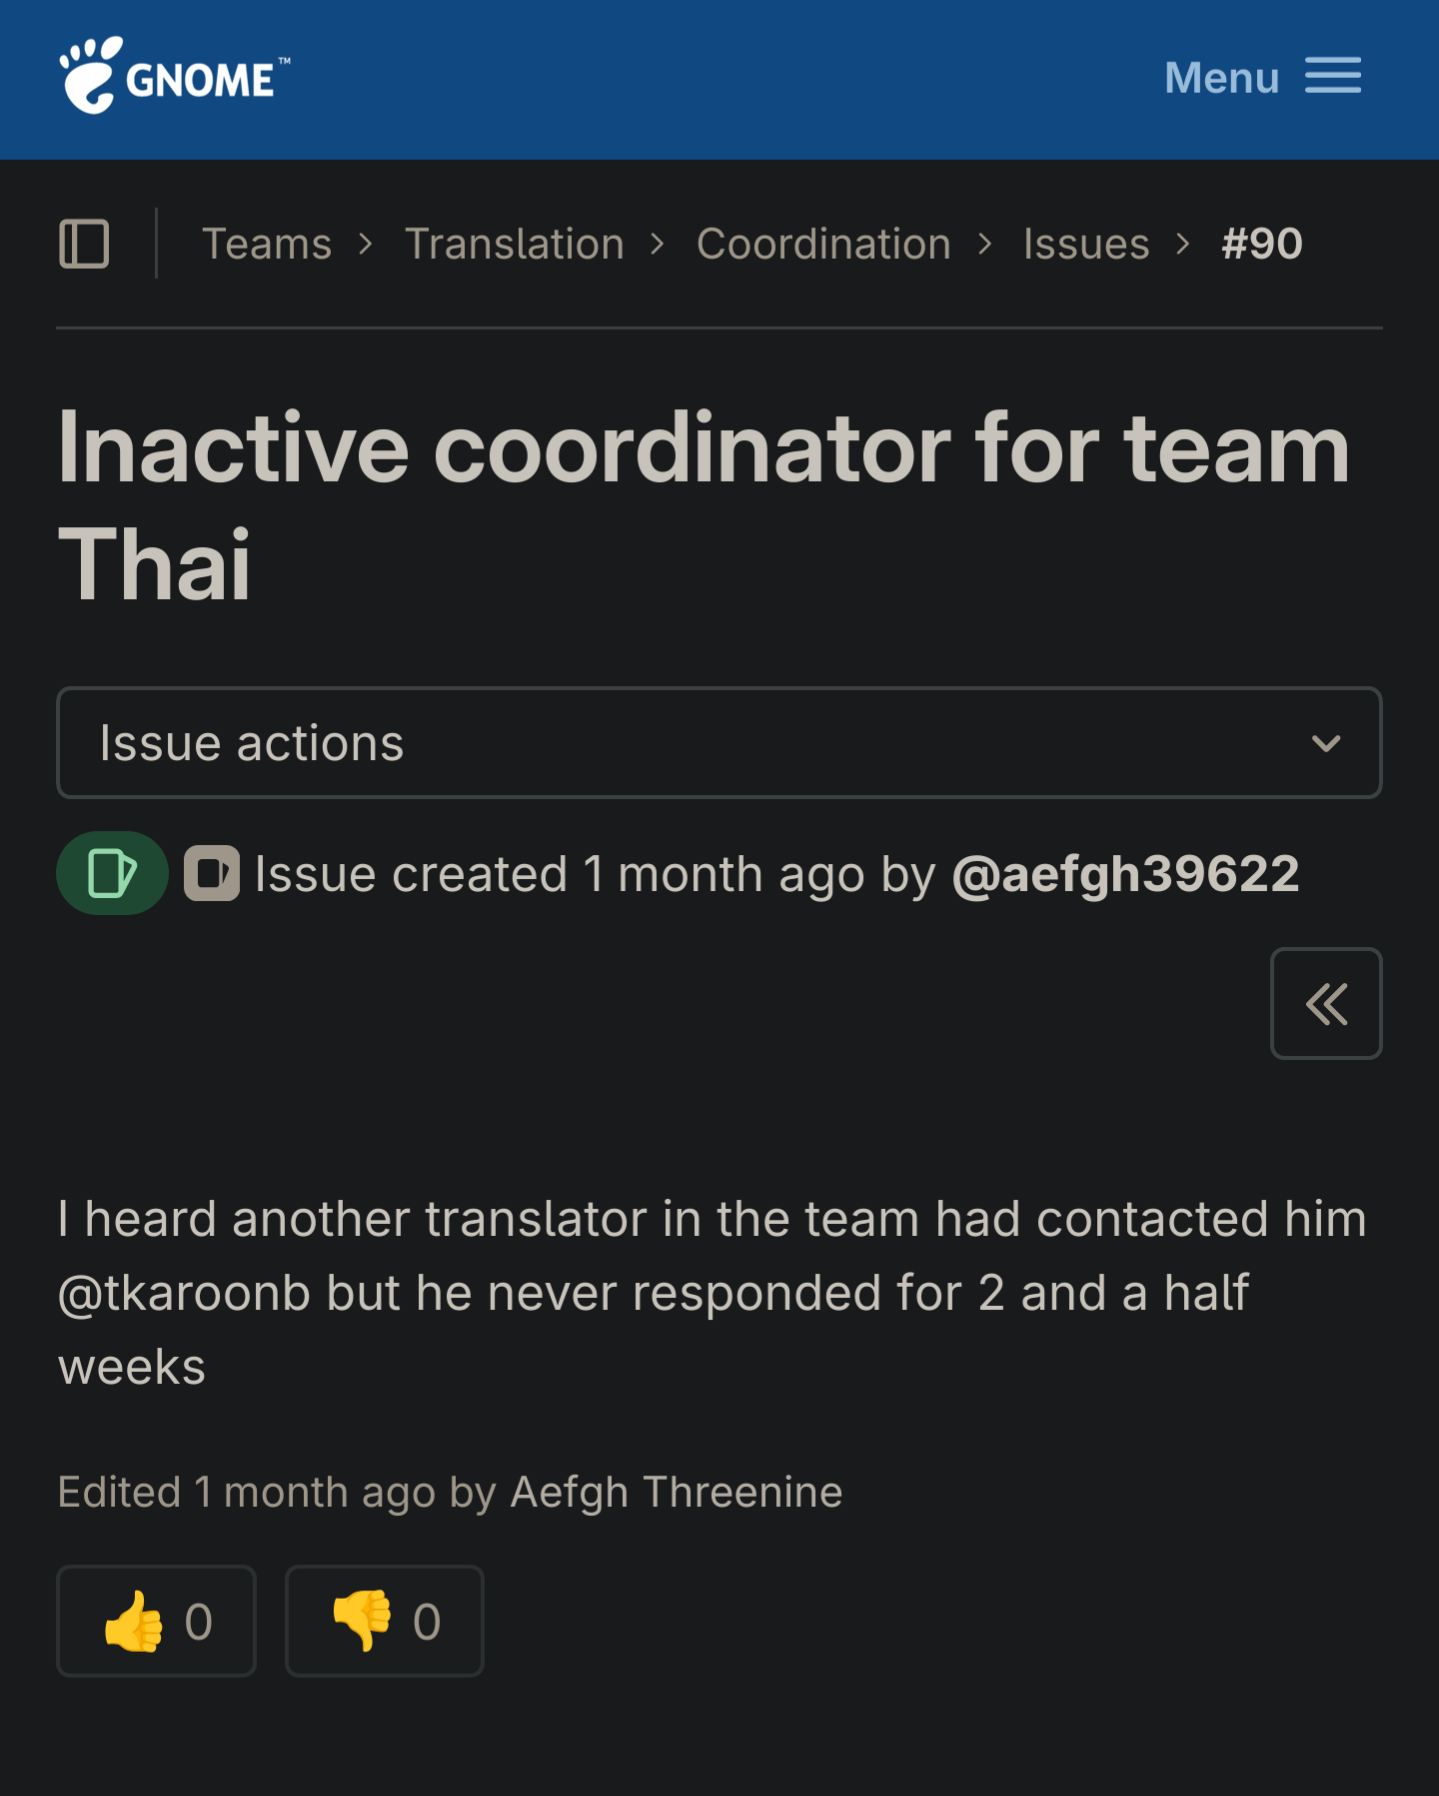 GNOME™
Menu
Teams > Translation > Coordination > Issues > #90
Inactive coordinator for team
Thai
Issue actions
Issue created 1 month ago by @aefgh39622
I heard another translator in the team had contacted him
@tkaroonb but he never responded for 2 and a half
weeks
Edited 1 month ago by Aefgh Threenine
👍 0 👎 0